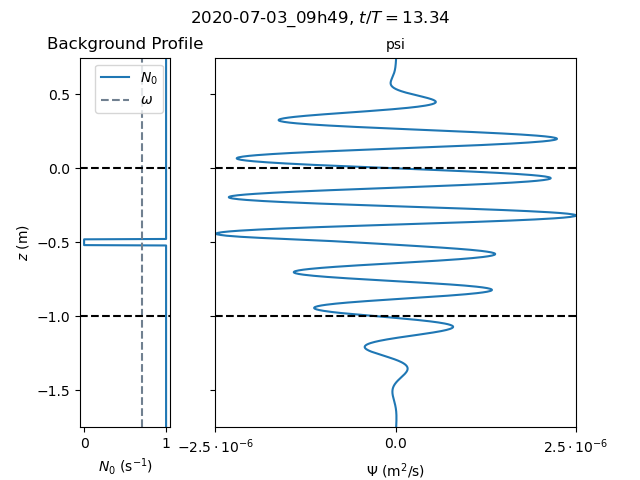 2020-07-03_09h49, t/T = 13.34
Background Profile
psi
N₀
ω
0.5
0.0
−0.5
−1.0
−1.5
z (m)
0
1
N₀ (s⁻¹)
−2.5 · 10⁻⁶
0.0
2.5 · 10⁻⁶
Ψ (m²/s)